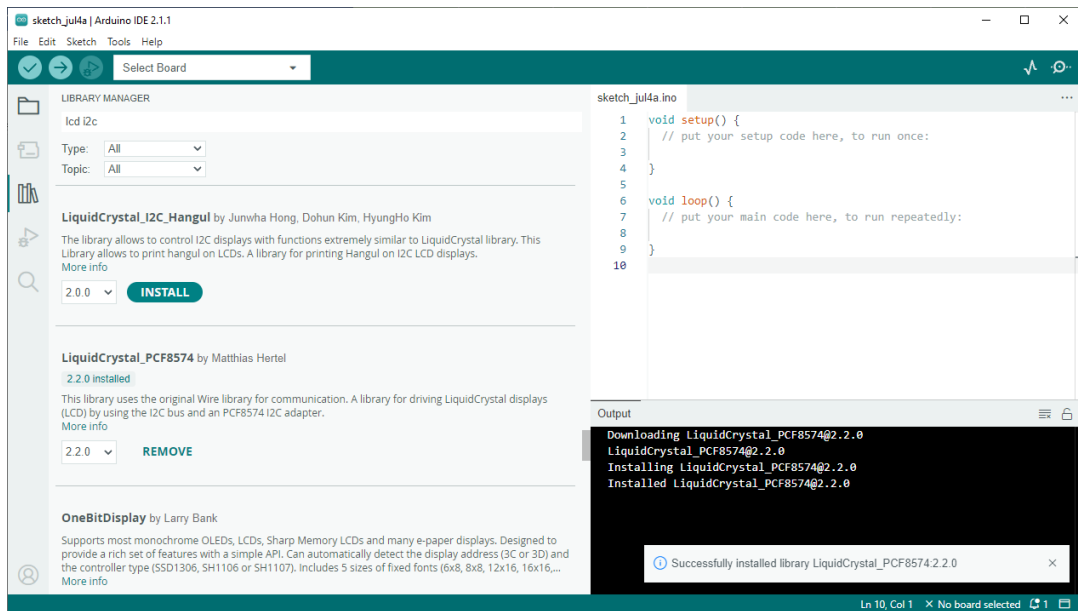 sketch_jul4a | Arduino IDE 2.1.1
File Edit Sketch Tools Help
Select Board
LIBRARY MANAGER
lcd i2c
Type: All
Topic: All
LiquidCrystal_I2C_Hangul by Junwha Hong, Dohun Kim, HyungHo Kim
The library allows to control I2C displays with functions extremely similar to LiquidCrystal library. This
Library allows to print hangul on LCDs. A library for printing Hangul on I2C LCD displays.
More info
2.0.0 INSTALL
LiquidCrystal_PCF8574 by Matthias Hertel
2.2.0 installed
This library uses the original Wire library for communication. A library for driving LiquidCrystal displays
(LCD) by using the I2C bus and an PCF8574 I2C adapter.
More info
2.2.0 REMOVE
OneBitDisplay by Larry Bank
Supports most monochrome OLEDs, LCDs, Sharp Memory LCDs and many e-paper displays. Designed to
provide a rich set of features with a simple API. Can automatically detect the display address (3C or 3D) and
the controller type (SSD1306, SH1106 or SH1107). Includes 5 sizes of fixed fonts (6x8, 8x8, 12x16, 16x16,...
More info
sketch_jul4a.ino
1 void setup() {
2 // put your setup code here, to run once:
3
4 }
5
6 void loop() {
7 // put your main code here, to run repeatedly:
8
9 }
10
Output
Downloading LiquidCrystal_PCF8574@2.2.0
LiquidCrystal_PCF8574@2.2.0
Installing LiquidCrystal_PCF8574@2.2.0
Installed LiquidCrystal_PCF8574@2.2.0
Successfully installed library LiquidCrystal_PCF8574:2.2.0
Ln 10, Col 1 × No board selected 1